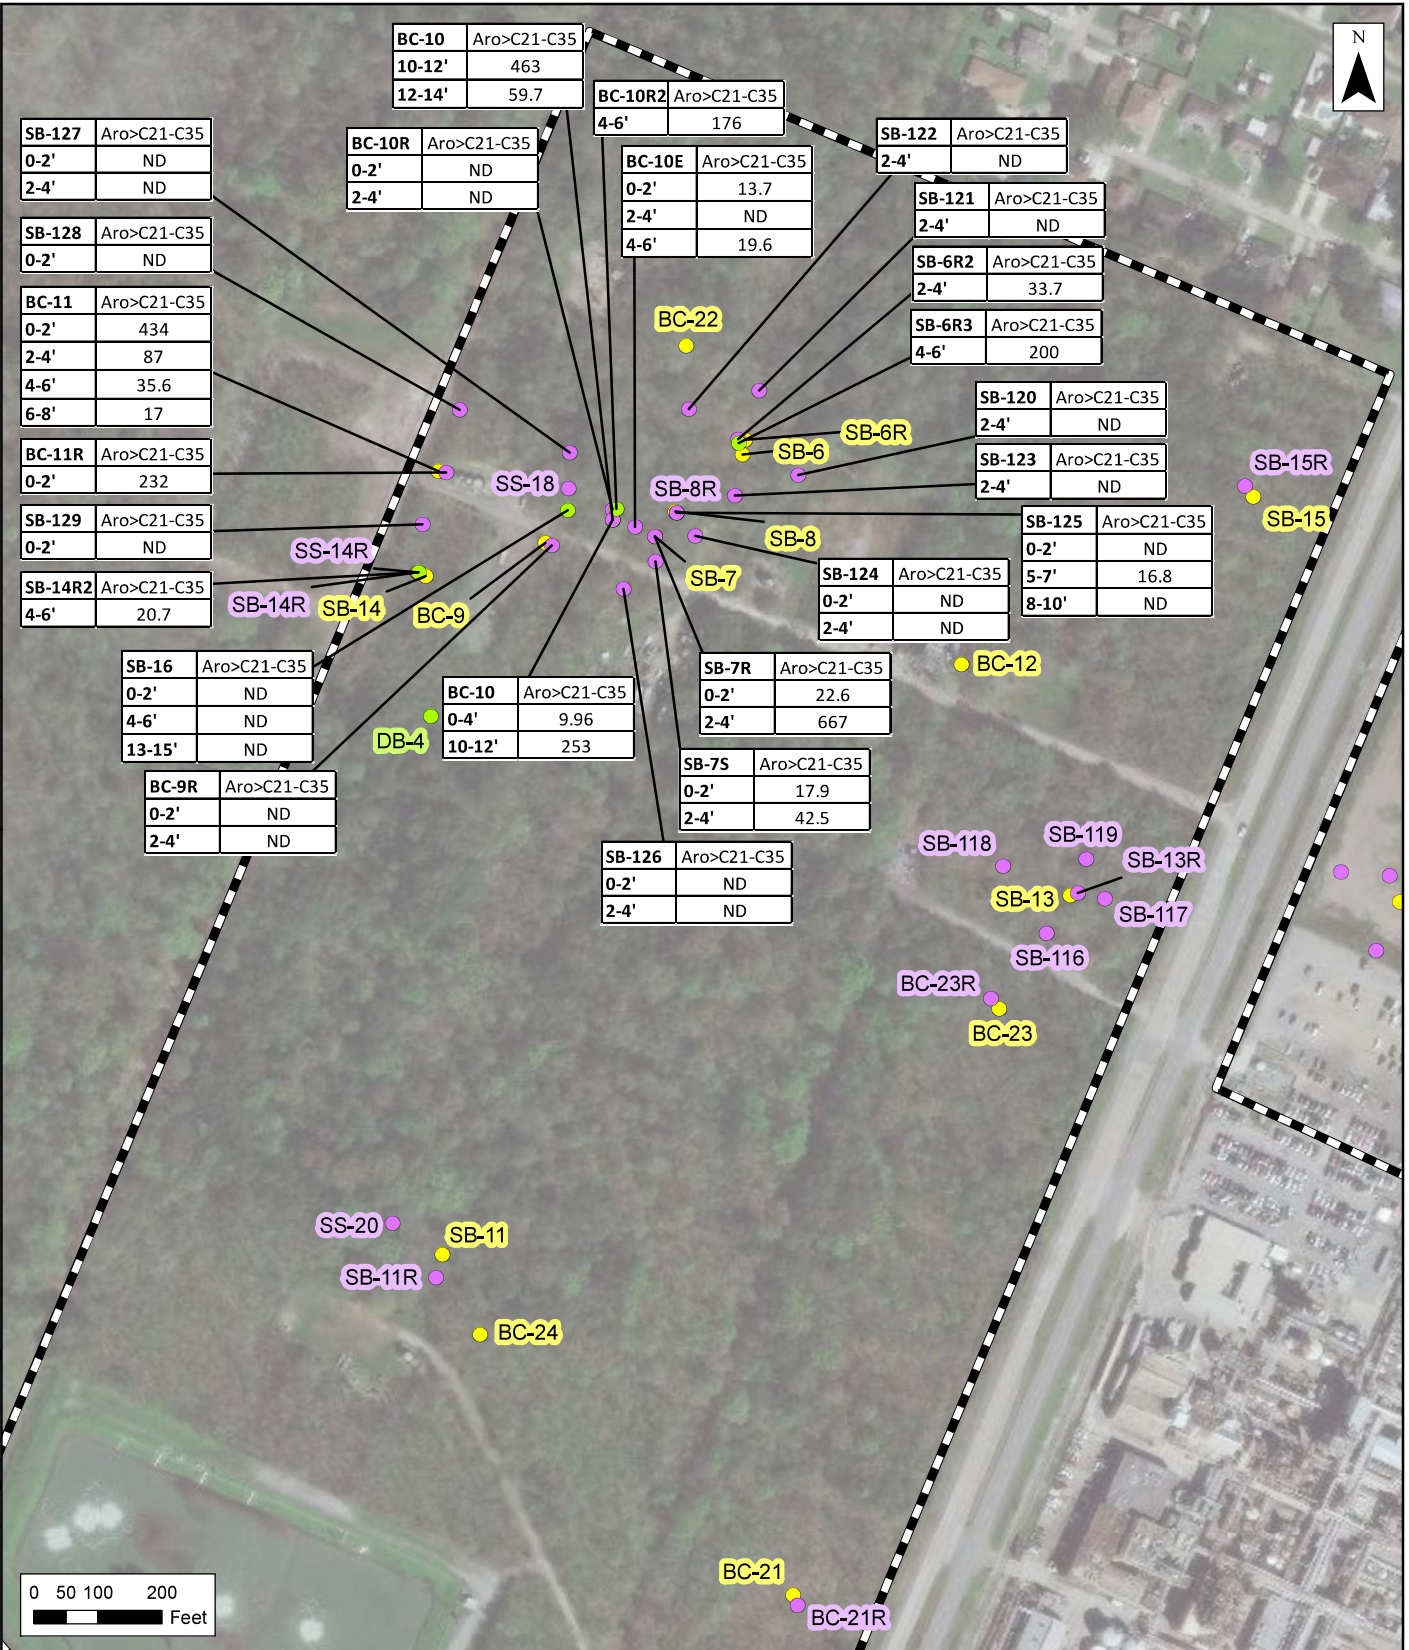 BC-10 Aro>C21-C35
10-12' 463
12-14' 59.7
N
BC-10R2 Aro>C21-C35
4-6' 176
SB-127 Aro>C21-C35
0-2' ND
2-4' ND
BC-10R Aro>C21-C35
0-2' ND
2-4' ND
SB-122 Aro>C21-C35
2-4' ND
BC-10E Aro>C21-C35
0-2' 13.7
2-4' ND
4-6' 19.6
SB-121 Aro>C21-C35
2-4' ND
SB-128 Aro>C21-C35
0-2' ND
SB-6R2 Aro>C21-C35
2-4' 33.7
BC-11 Aro>C21-C35
0-2' 434
2-4' 87
4-6' 35.6
6-8' 17
BC-22
SB-6R3 Aro>C21-C35
4-6' 200
SB-120 Aro>C21-C35
2-4' ND
SB-6R
SB-6
BC-11R Aro>C21-C35
0-2' 232
SB-123 Aro>C21-C35
2-4' ND
SB-15R
SS-18
SB-8R
SB-15
SB-129 Aro>C21-C35
0-2' ND
SB-125 Aro>C21-C35
0-2' ND
5-7' 16.8
8-10' ND
SB-8
SS-14R
SB-7
SB-124 Aro>C21-C35
0-2' ND
2-4' ND
SB-14R2 Aro>C21-C35
4-6' 20.7
SB-14R
SB-14
BC-9
SB-16 Aro>C21-C35
0-2' ND
4-6' ND
13-15' ND
SB-7R Aro>C21-C35
0-2' 22.6
2-4' 667
BC-12
BC-10 Aro>C21-C35
0-4' 9.96
10-12' 253
DB-4
SB-7S Aro>C21-C35
0-2' 17.9
2-4' 42.5
BC-9R Aro>C21-C35
0-2' ND
2-4' ND
SB-126 Aro>C21-C35
0-2' ND
2-4' ND
SB-118
SB-119
SB-13R
SB-13
SB-117
SB-116
BC-23R
BC-23
SS-20
SB-11
SB-11R
BC-24
BC-21
BC-21R
0 50 100 200
Feet